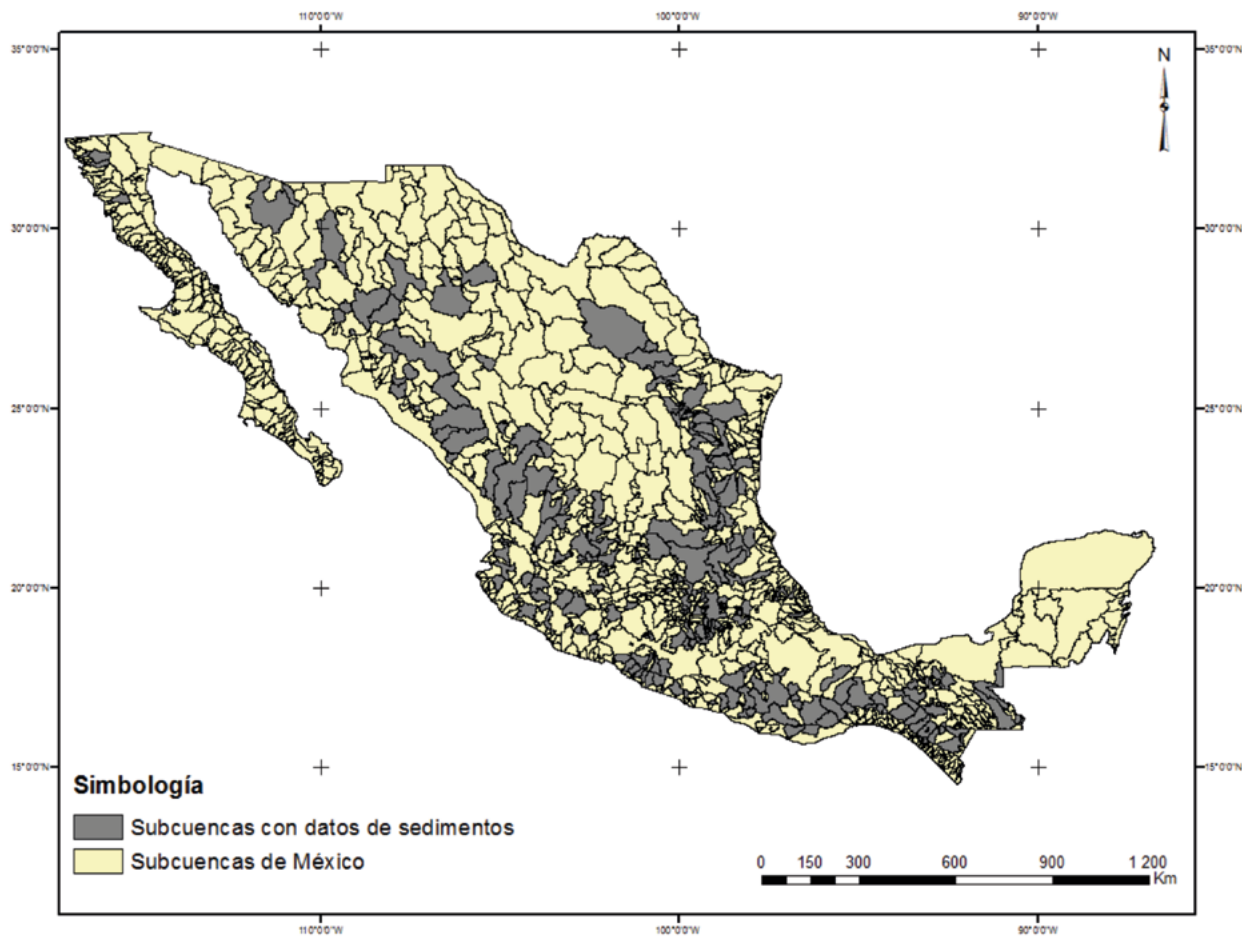 110°0'0"W 100°0'0"W 90°0'0"W
35°0'0"N 35°0'0"N
N
30°0'0"N 30°0'0"N
25°0'0"N 25°0'0"N
20°0'0"N 20°0'0"N
15°0'0"N 15°0'0"N
Simbología
Subcuencas con datos de sedimentos
Subcuencas de México
0 150 300 600 900 1 200
Km
110°0'0"W 100°0'0"W 90°0'0"W